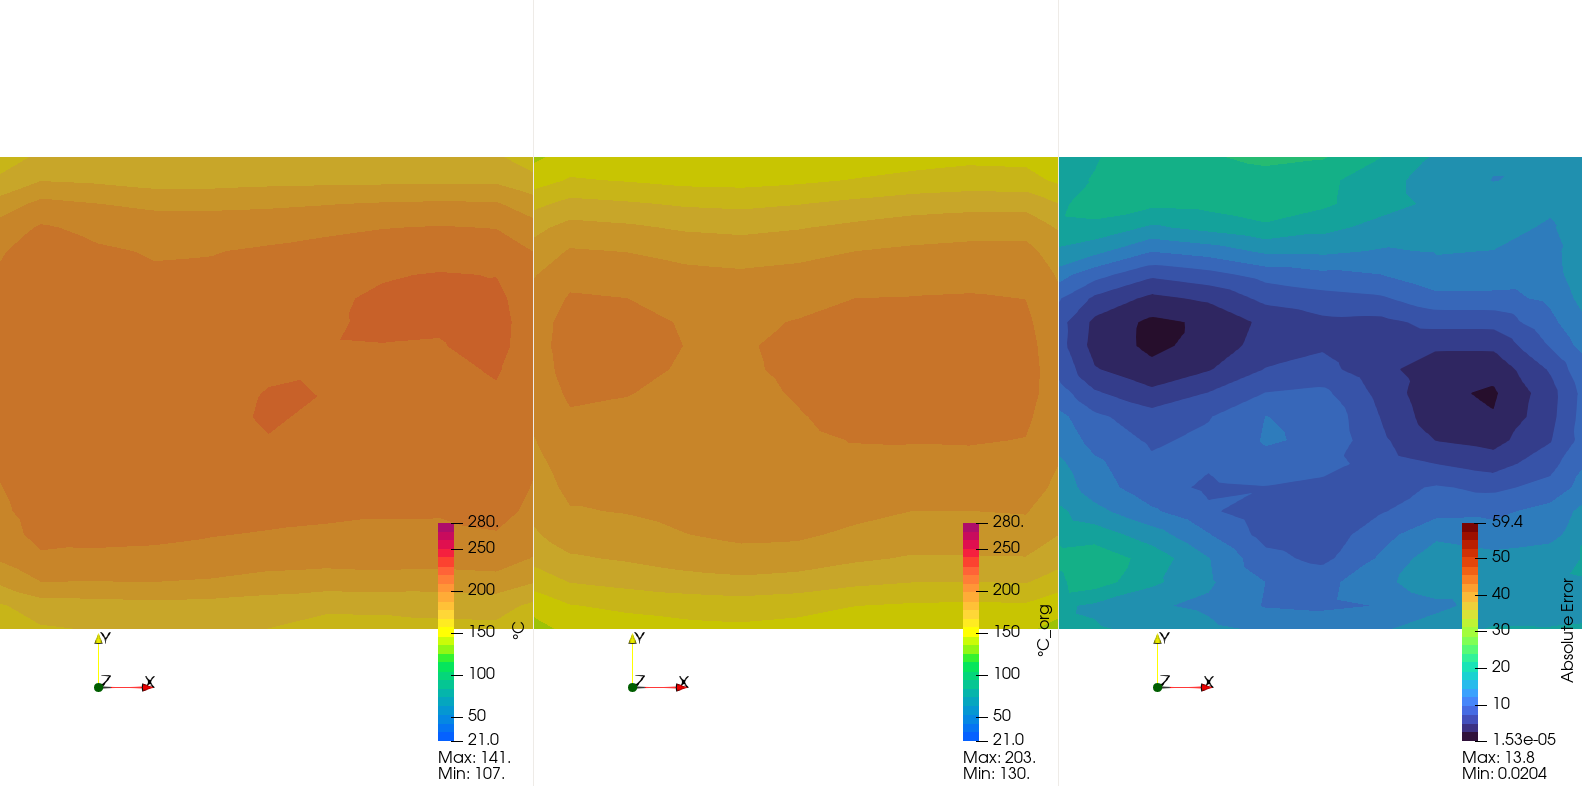 280.
250
200
150
100
50
21.0
°C
Max: 141.
Min: 107.
Y
Z
X
280.
250
200
150
100
50
21.0
°C_org
Max: 203.
Min: 130.
Y
Z
X
59.4
50
40
30
20
10
1.53e-05
Absolute Error
Max: 13.8
Min: 0.0204
Y
Z
X